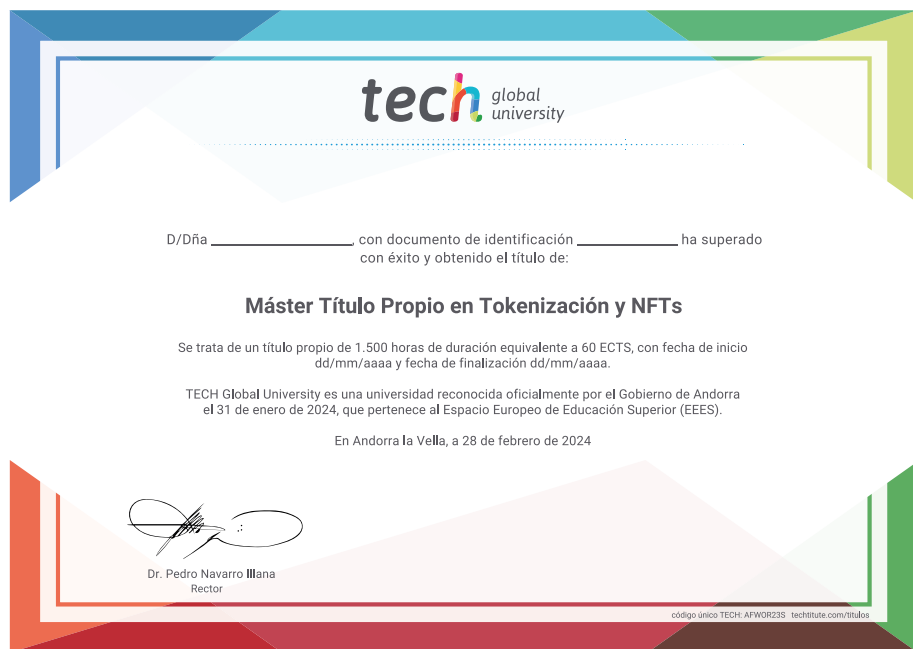 tech global university
D/Dña ______________, con documento de identificación __________ ha superado
con éxito y obtenido el título de:
Máster Título Propio en Tokenización y NFTs
Se trata de un título propio de 1.500 horas de duración equivalente a 60 ECTS, con fecha de inicio
dd/mm/aaaa y fecha de finalización dd/mm/aaaa.
TECH Global University es una universidad reconocida oficialmente por el Gobierno de Andorra
el 31 de enero de 2024, que pertenece al Espacio Europeo de Educación Superior (EEES).
En Andorra la Vella, a 28 de febrero de 2024
Dr. Pedro Navarro Illana
Rector
código único TECH: AFWOR23S techtitute.com/titulos